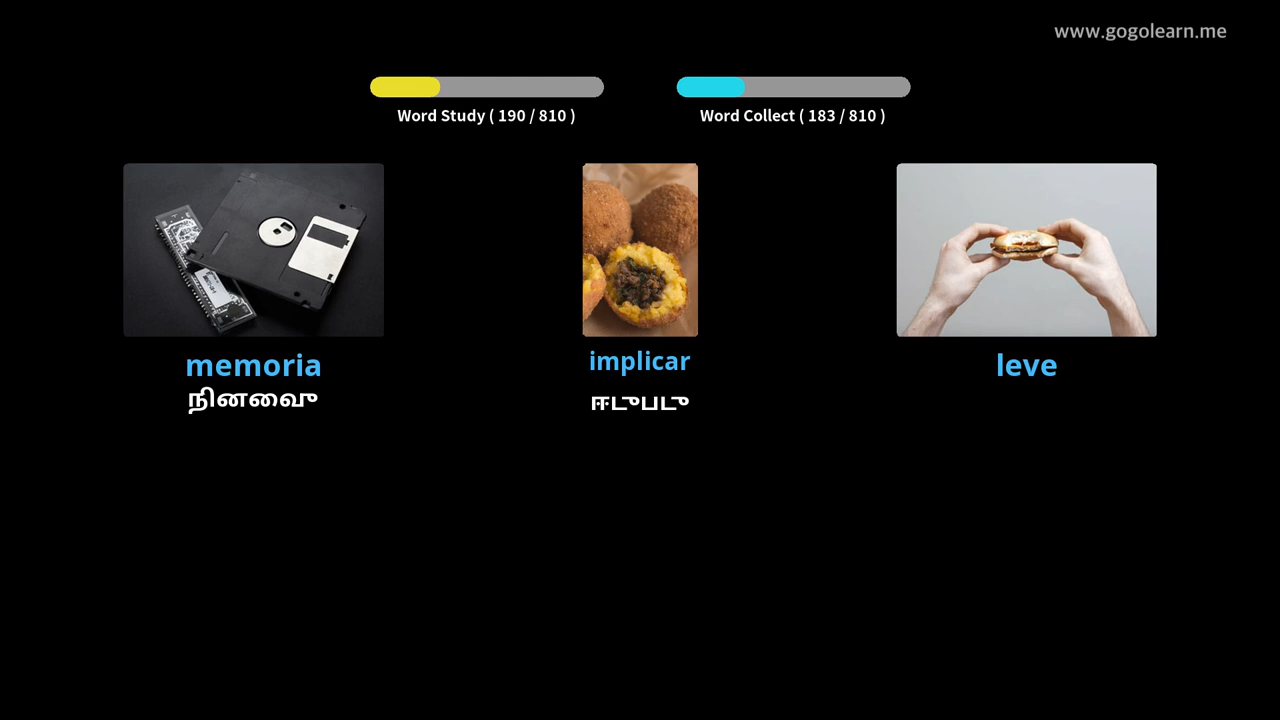 www.gogolearn.me
Word Study ( 190 / 810 )
Word Collect ( 183 / 810 )
memoria
implicar
leve
நினைவு
ஈடுபடு